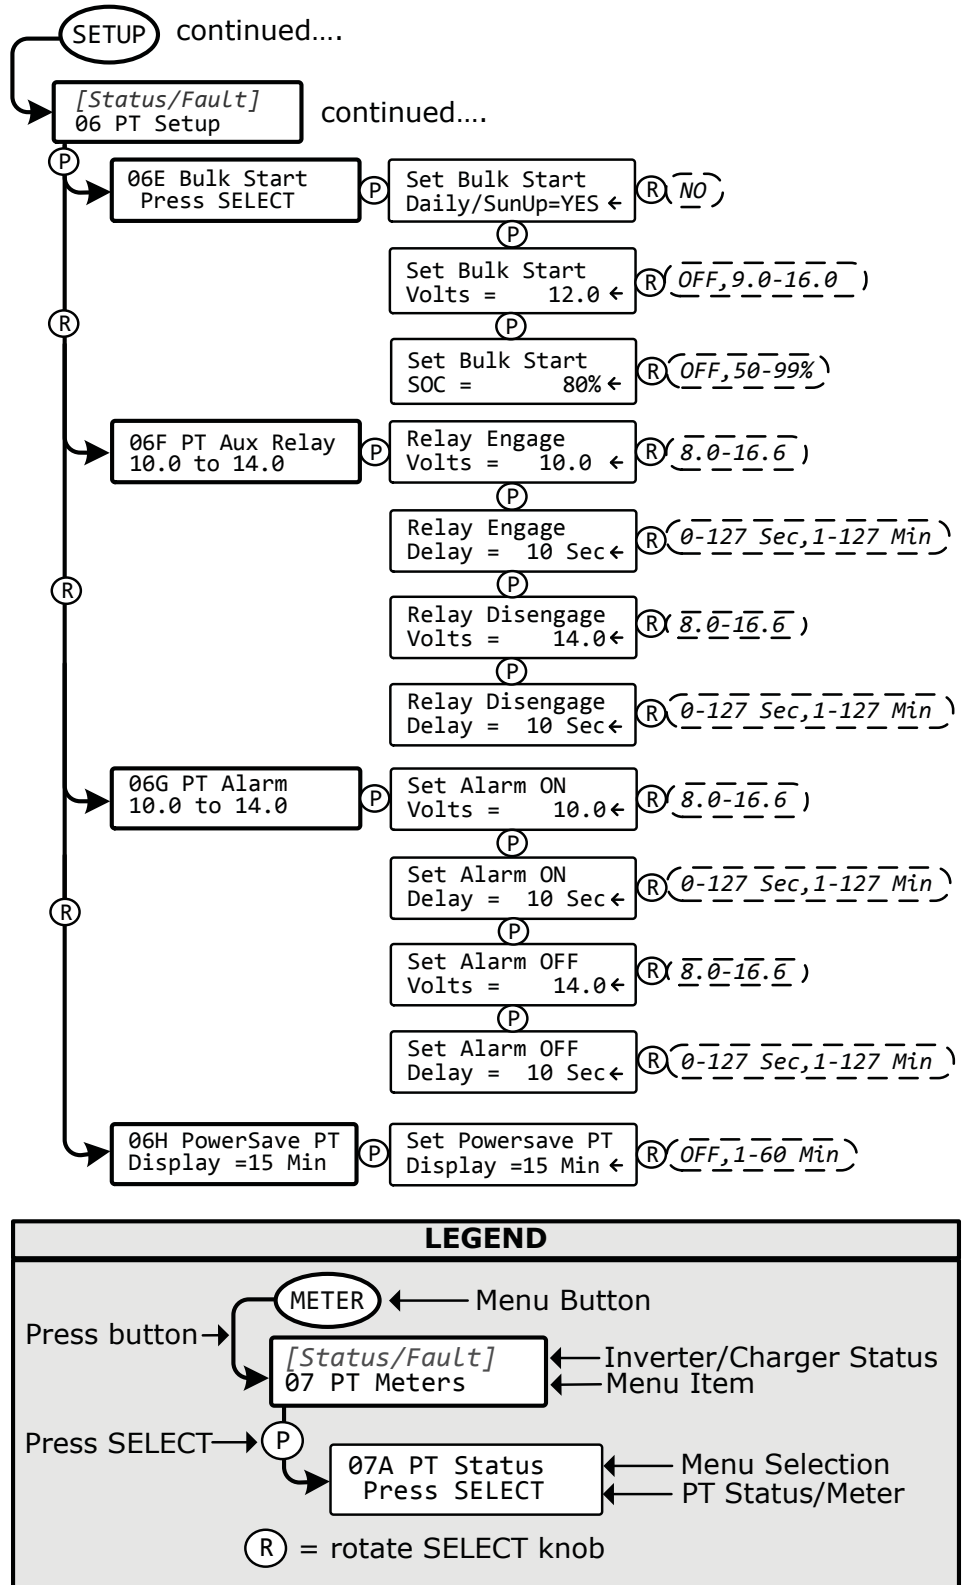 SETUP continued....
[Status/Fault]
06 PT Setup
continued....
P
06E Bulk Start
Press SELECT
P
Set Bulk Start
Daily/SunUp=YES ←
R
NO
P
Set Bulk Start
Volts = 12.0 ←
R
OFF,9.0-16.0
R
P
Set Bulk Start
SOC = 80% ←
R
OFF,50-99%
06F PT Aux Relay
10.0 to 14.0
P
Relay Engage
Volts = 10.0 ←
R
8.0-16.6
P
Relay Engage
Delay = 10 Sec←
R
0-127 Sec,1-127 Min
R
P
Relay Disengage
Volts = 14.0←
R
8.0-16.6
P
Relay Disengage
Delay = 10 Sec←
R
0-127 Sec,1-127 Min
06G PT Alarm
10.0 to 14.0
P
Set Alarm ON
Volts = 10.0←
R
8.0-16.6
P
Set Alarm ON
Delay = 10 Sec←
R
0-127 Sec,1-127 Min
R
P
Set Alarm OFF
Volts = 14.0←
R
8.0-16.6
P
Set Alarm OFF
Delay = 10 Sec←
R
0-127 Sec,1-127 Min
06H PowerSave PT
Display =15 Min
P
Set Powersave PT
Display =15 Min ←
R
OFF,1-60 Min
LEGEND
METER
Menu Button
Press button
[Status/Fault]
07 PT Meters
Inverter/Charger Status
Menu Item
Press SELECT
P
07A PT Status
Press SELECT
Menu Selection
PT Status/Meter
R = rotate SELECT knob